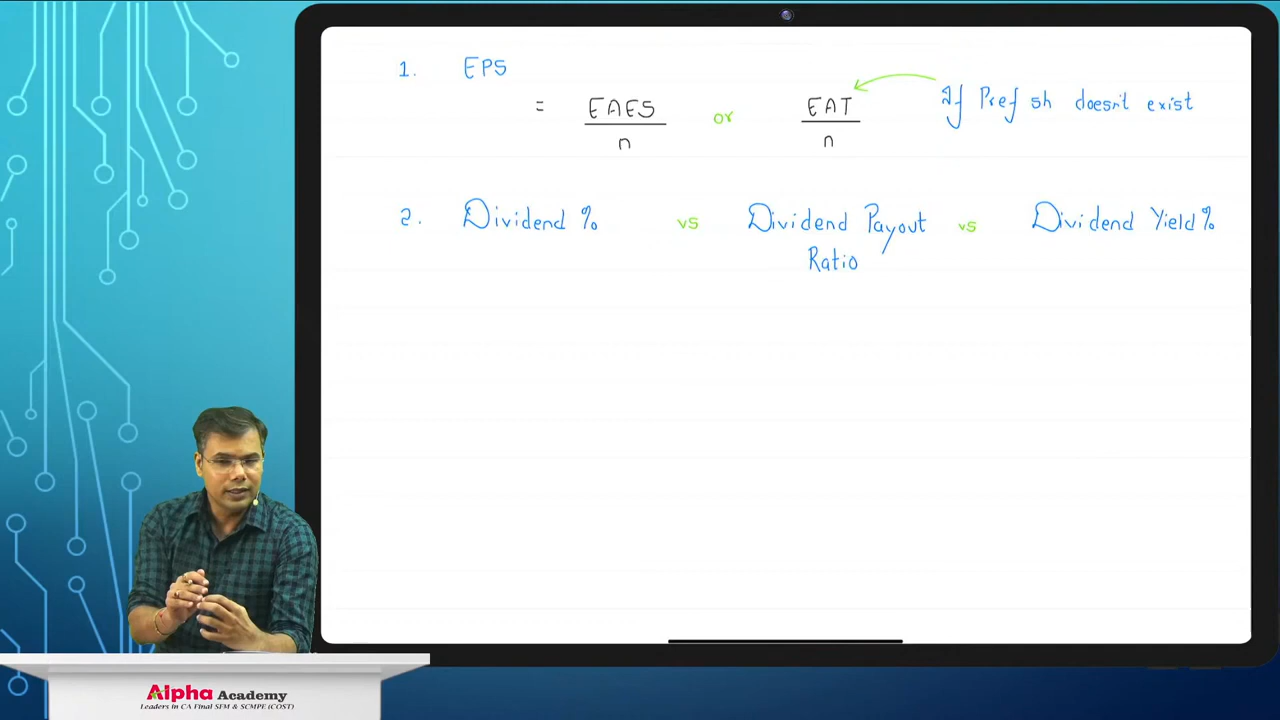 1. EPS
= EAES / n or EAT / n If Pref sh doesn't exist
2. Dividend % vs Dividend Payout Ratio vs Dividend Yield %
Alpha Academy
Leaders in CA Final SFM & SCMPE (COST)